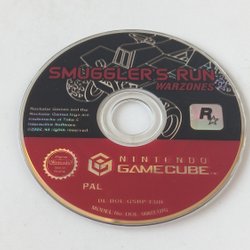 SMUGGLER'S RUN
WARZONES
Rockstar Games and the
Rockstar Games logo are
trademarks of Take 2
Interactive Software
©2002 All rights reserved
R
NINTENDO
GAMECUBE™
PAL